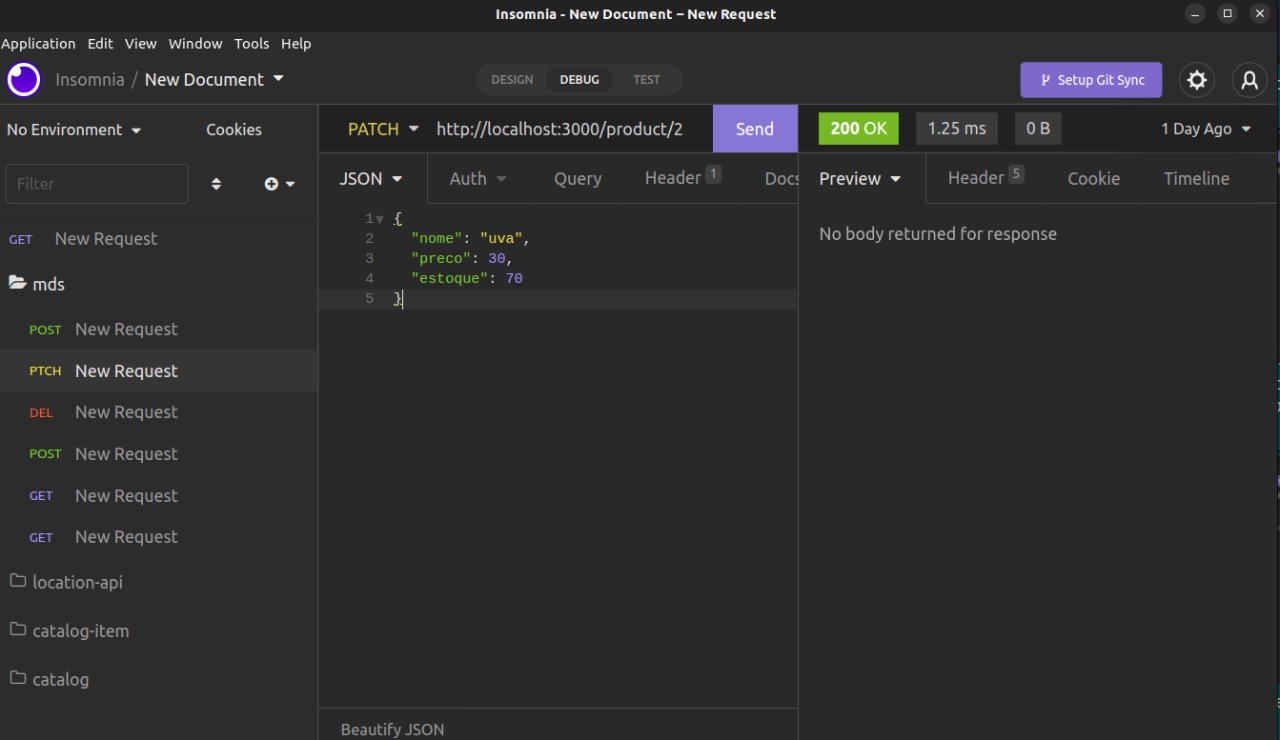 Insomnia - New Document – New Request
Application Edit View Window Tools Help
Insomnia / New Document
DESIGN DEBUG TEST
Setup Git Sync
No Environment Cookies
Filter
GET New Request
mds
POST New Request
PTCH New Request
DEL New Request
POST New Request
GET New Request
GET New Request
location-api
catalog-item
catalog
PATCH http://localhost:3000/product/2 Send
JSON Auth Query Header 1 Docs
1 {
2 "nome": "uva",
3 "preco": 30,
4 "estoque": 70
5 }
Beautify JSON
200 OK 1.25 ms 0 B 1 Day Ago
Preview Header 5 Cookie Timeline
No body returned for response